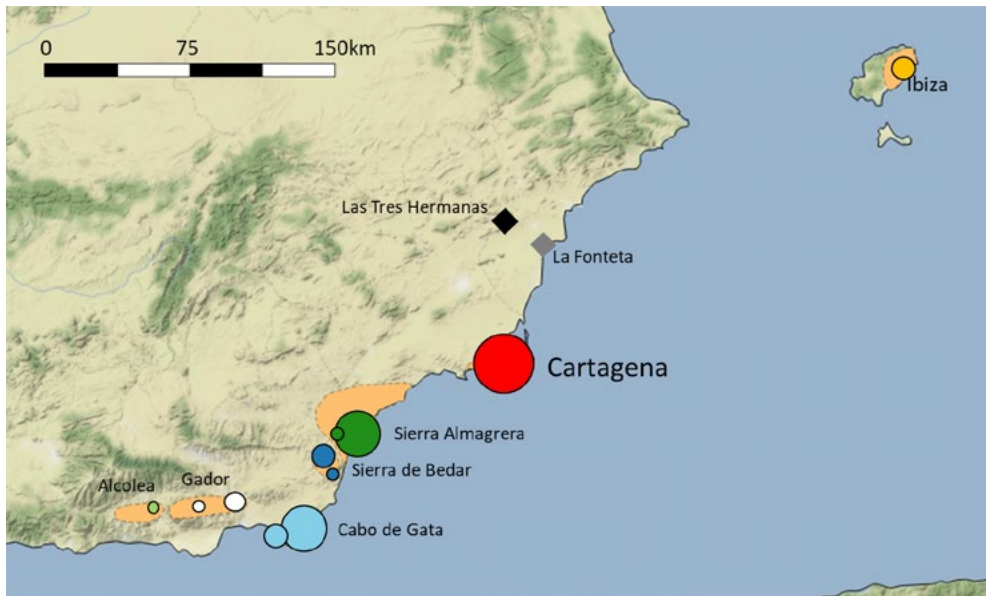 0 75 150km
Ibiza
Las Tres Hermanas
La Fonteta
Cartagena
Sierra Almagrera
Sierra de Bedar
Alcolea
Gador
Cabo de Gata